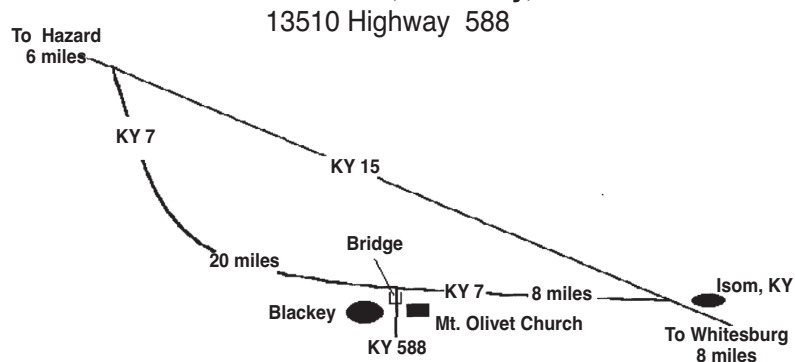 13510 Highway 588
To Hazard
6 miles
KY 7
KY 15
20 miles
Bridge
KY 7
8 miles
Isom, KY
Blackey
Mt. Olivet Church
KY 588
To Whitesburg
8 miles